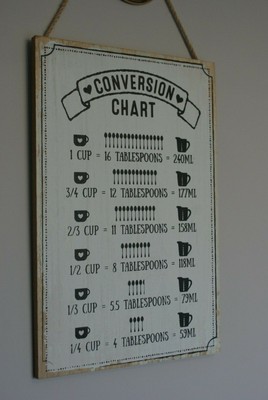 CONVERSION
CHART
1 CUP = 16 TABLESPOONS = 240ML
3/4 CUP = 12 TABLESPOONS = 177ML
2/3 CUP = 11 TABLESPOONS = 158ML
1/2 CUP = 8 TABLESPOONS = 118ML
1/3 CUP = 5.5 TABLESPOONS = 79ML
1/4 CUP = 4 TABLESPOONS = 59ML